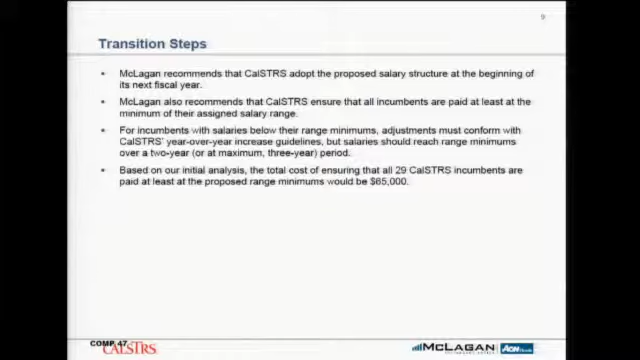 9
Transition Steps
• McLagan recommends that CalSTRS adopt the proposed salary structure at the beginning of
its next fiscal year.
• McLagan also recommends that CalSTRS ensure that all incumbents are paid at least at the
minimum of their assigned salary range.
• For incumbents with salaries below their range minimums, adjustments must conform with
CalSTRS' year-over-year increase guidelines, but salaries should reach range minimums
over a two-year (or at maximum, three-year) period.
• Based on our initial analysis, the total cost of ensuring that all 29 CalSTRS incumbents are
paid at least at the proposed range minimums would be $65,000.
COMP 47
CALSTRS
MCLAGAN
AON